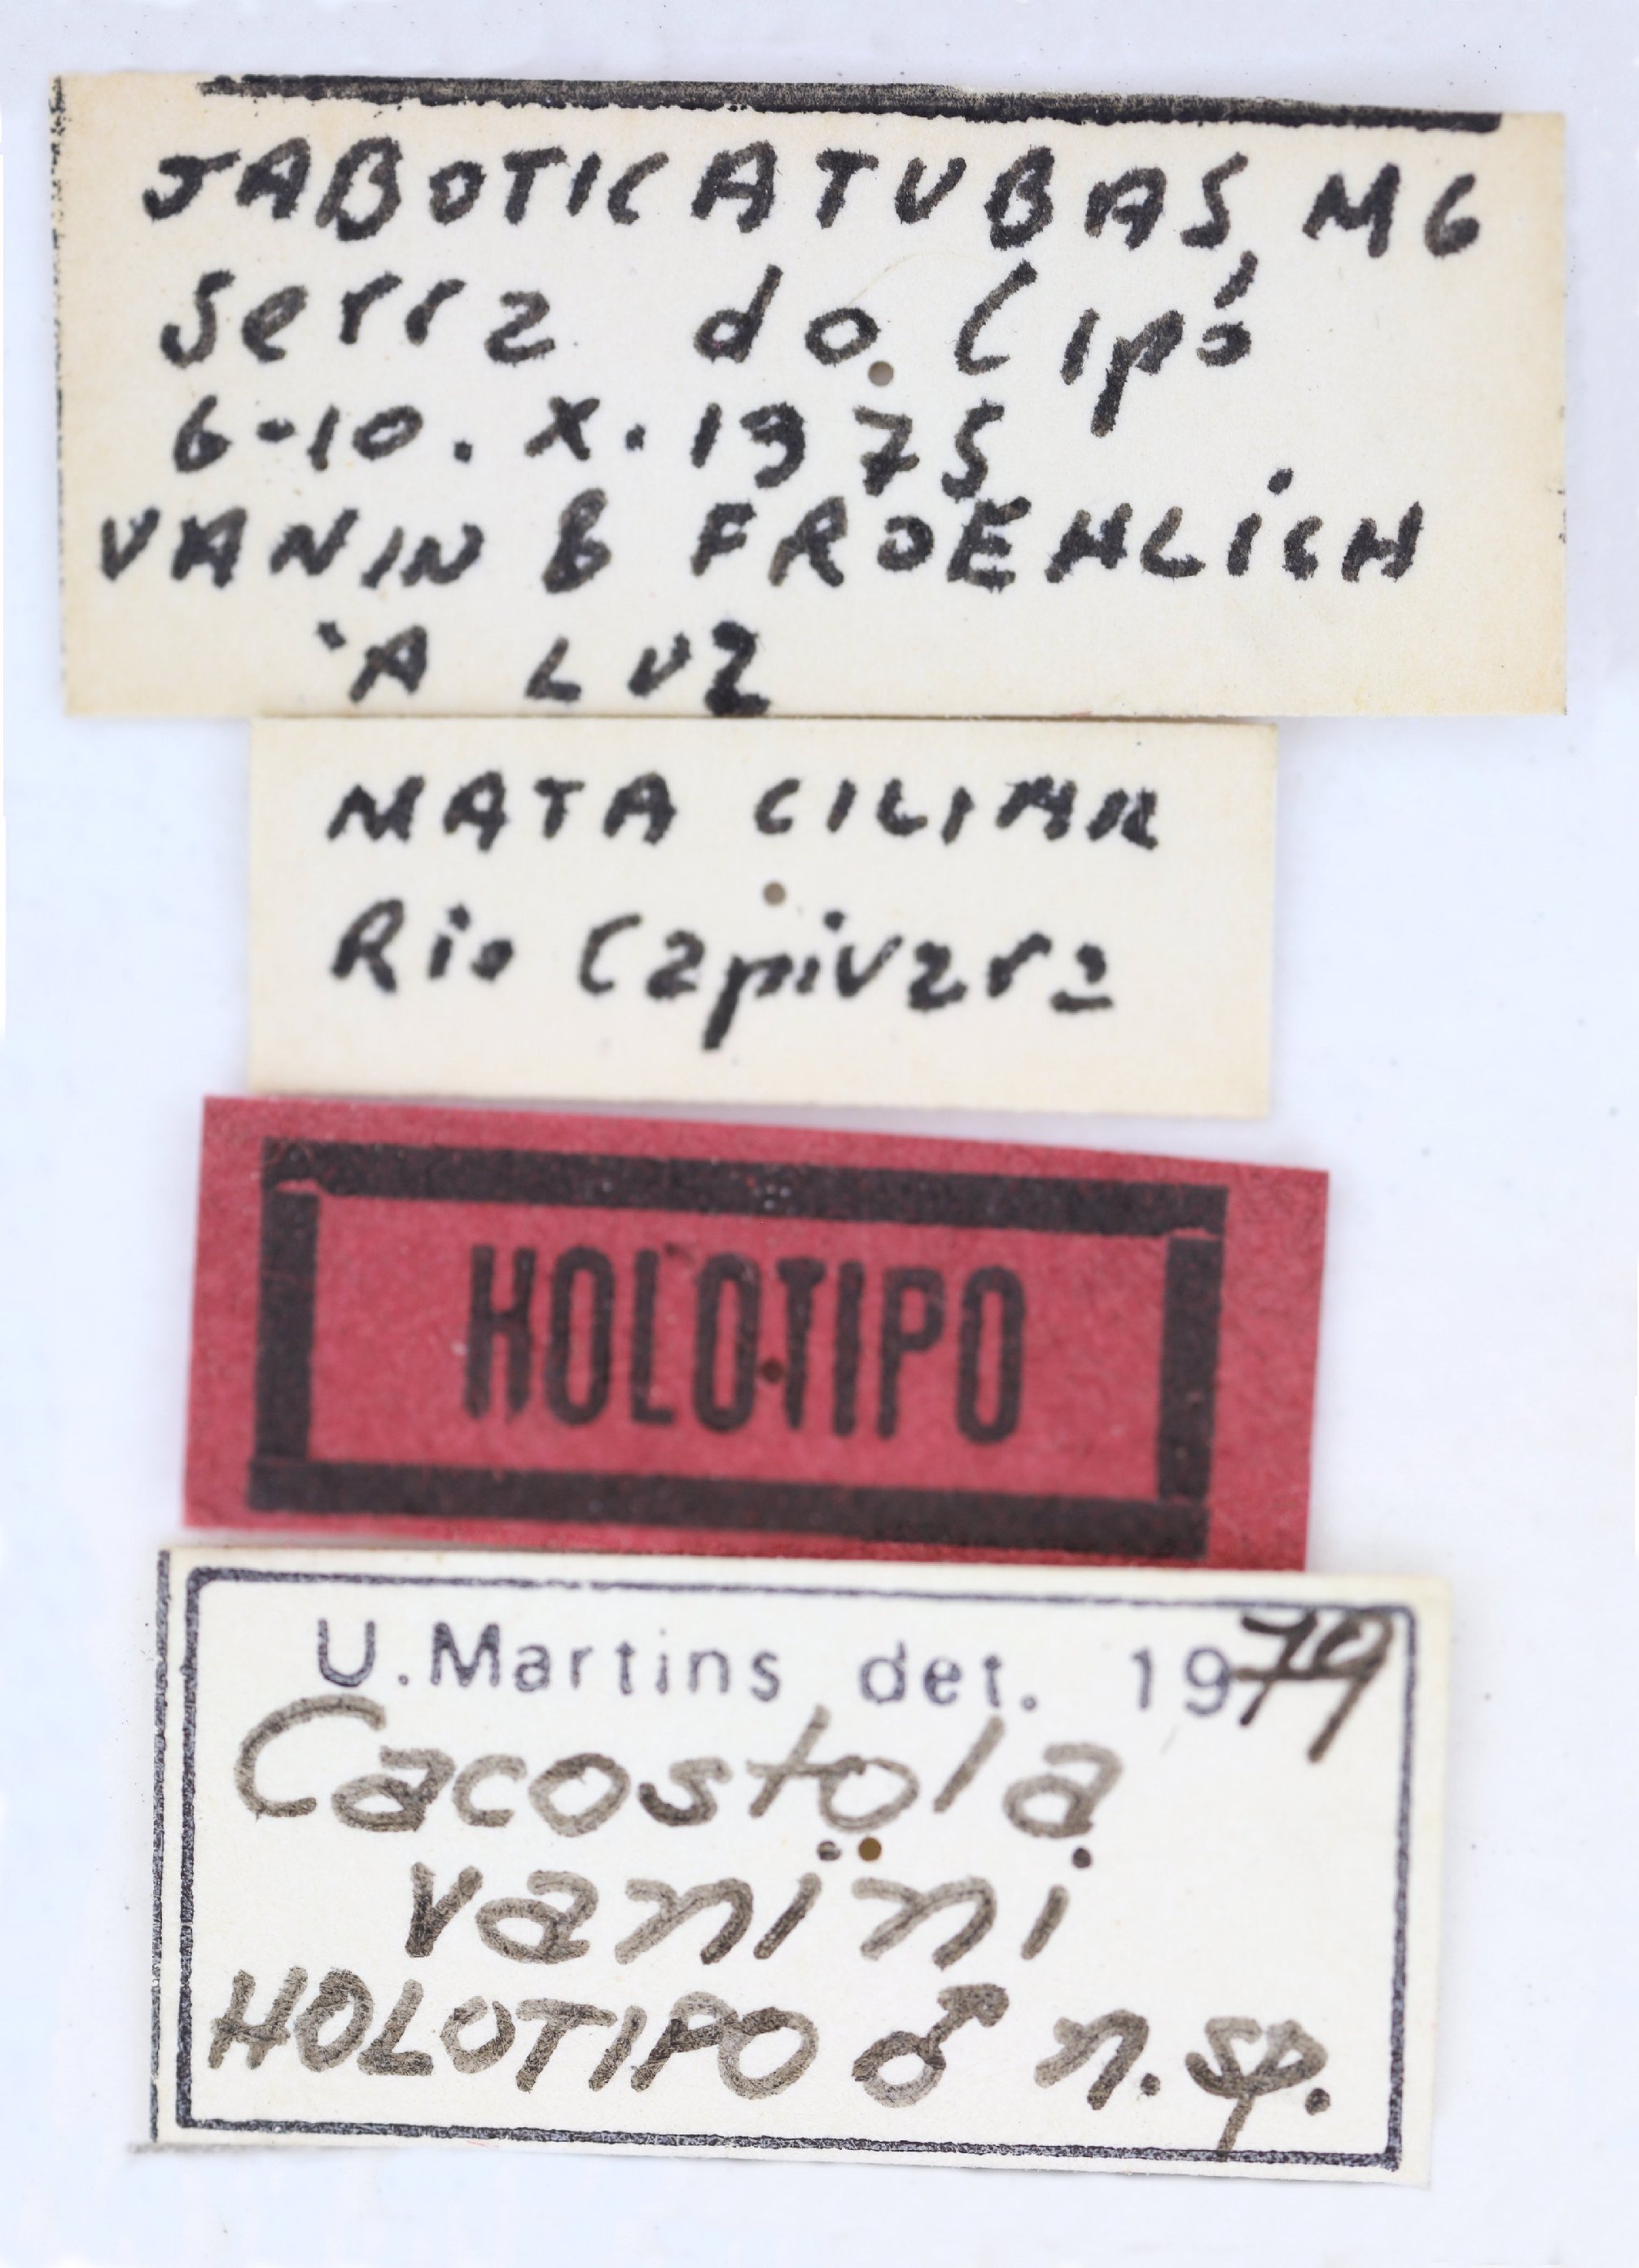 JABOTICATUBAS, MG
Serra do Cipó
6-10.X.1975
VANIN & FROEHLICH
À LUZ
MATA CILIAR
Rio Capivara
HOLOTIPO
U. Martins det. 1979
Cacostola
vanini
HOLOTIPO ♂ n. sp.